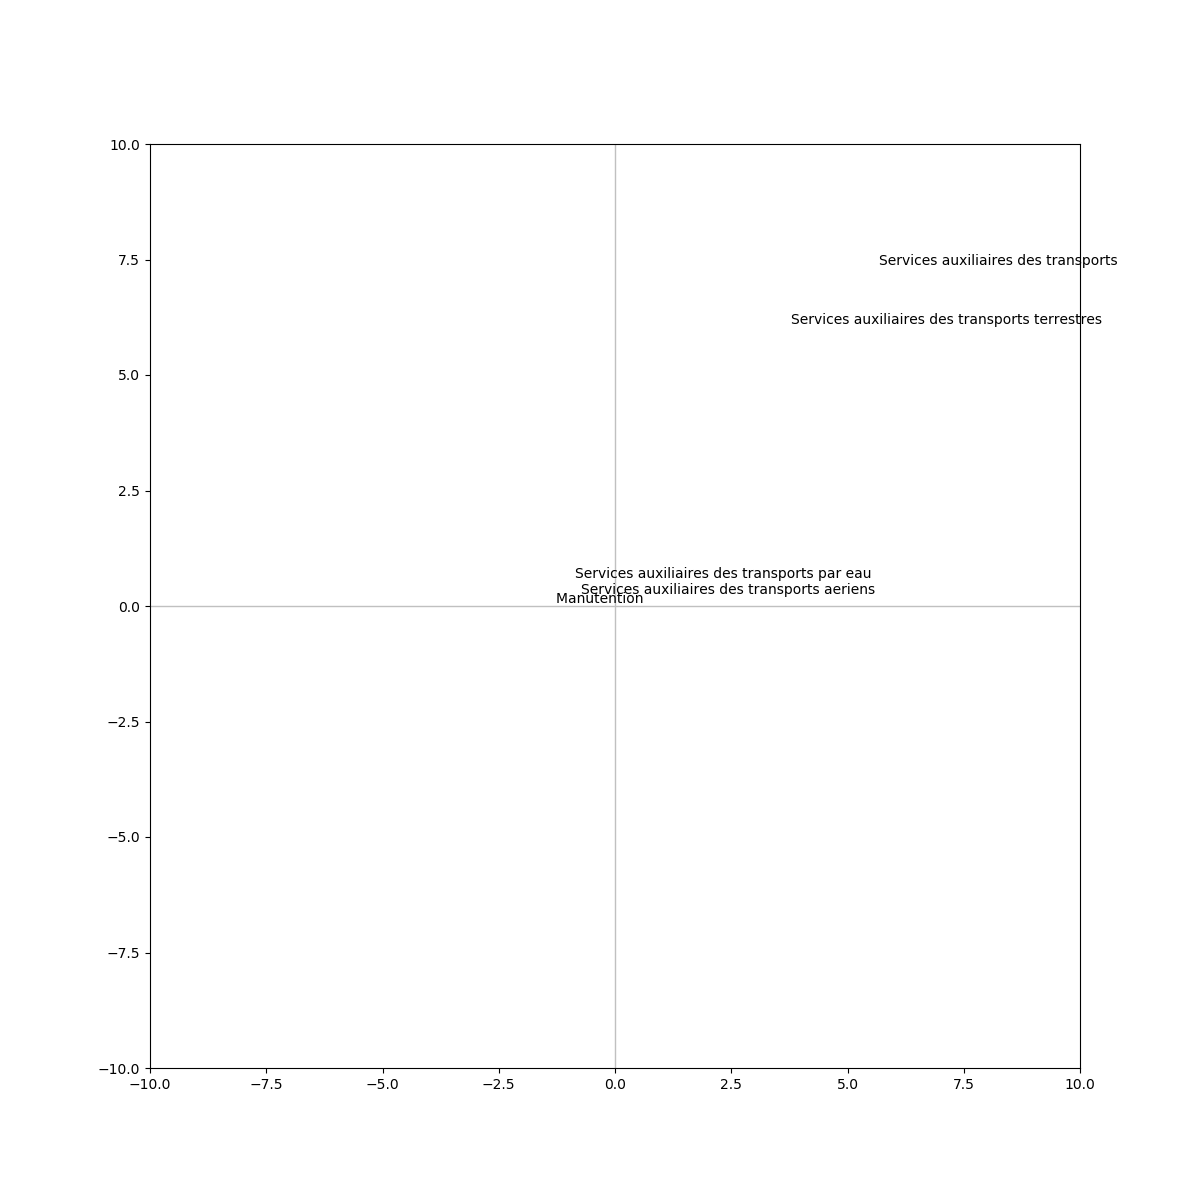 10.0
7.5
Services auxiliaires des transports
Services auxiliaires des transports terrestres
5.0
2.5
Services auxiliaires des transports par eau
Services auxiliaires des transports aeriens
Manutention
0.0
−2.5
−5.0
−7.5
−10.0
−10.0 −7.5 −5.0 −2.5 0.0 2.5 5.0 7.5 10.0